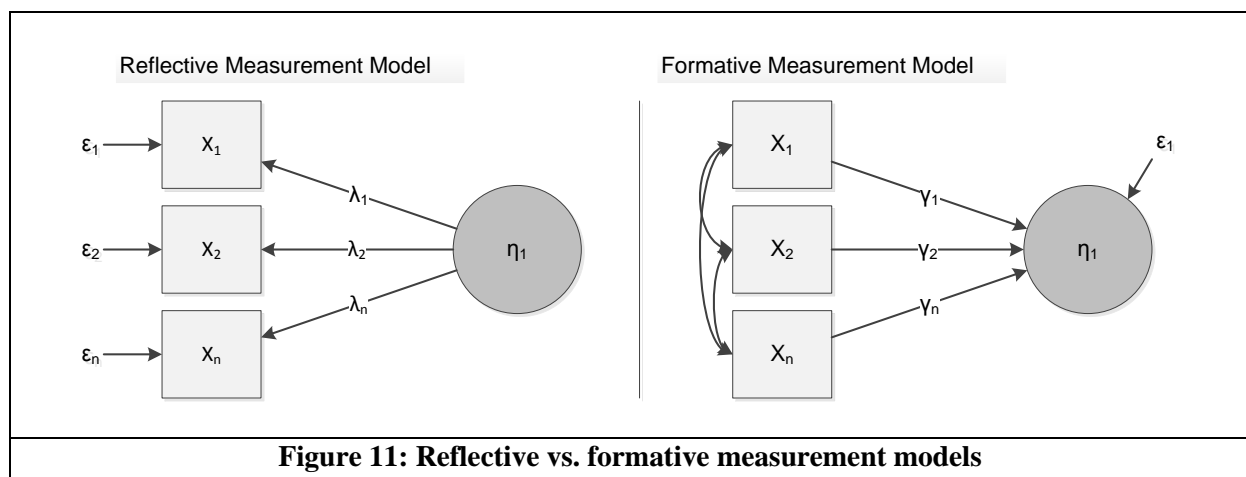 Reflective Measurement Model
ε₁
X₁
λ₁
ε₂
X₂
λ₂
η₁
λₙ
εₙ
Xₙ
Formative Measurement Model
X₁
ε₁
γ₁
X₂
γ₂
η₁
γₙ
Xₙ
Figure 11: Reflective vs. formative measurement models